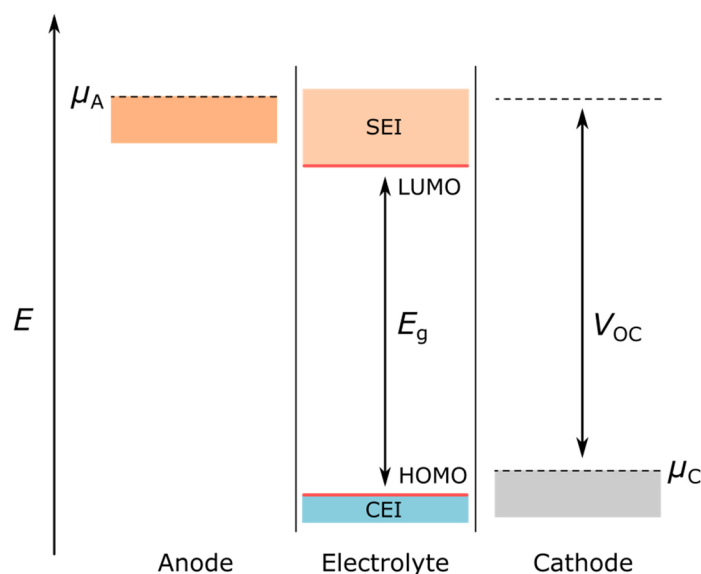 μA
SEI
LUMO
E
Eg
VOC
HOMO
μC
CEI
Anode
Electrolyte
Cathode